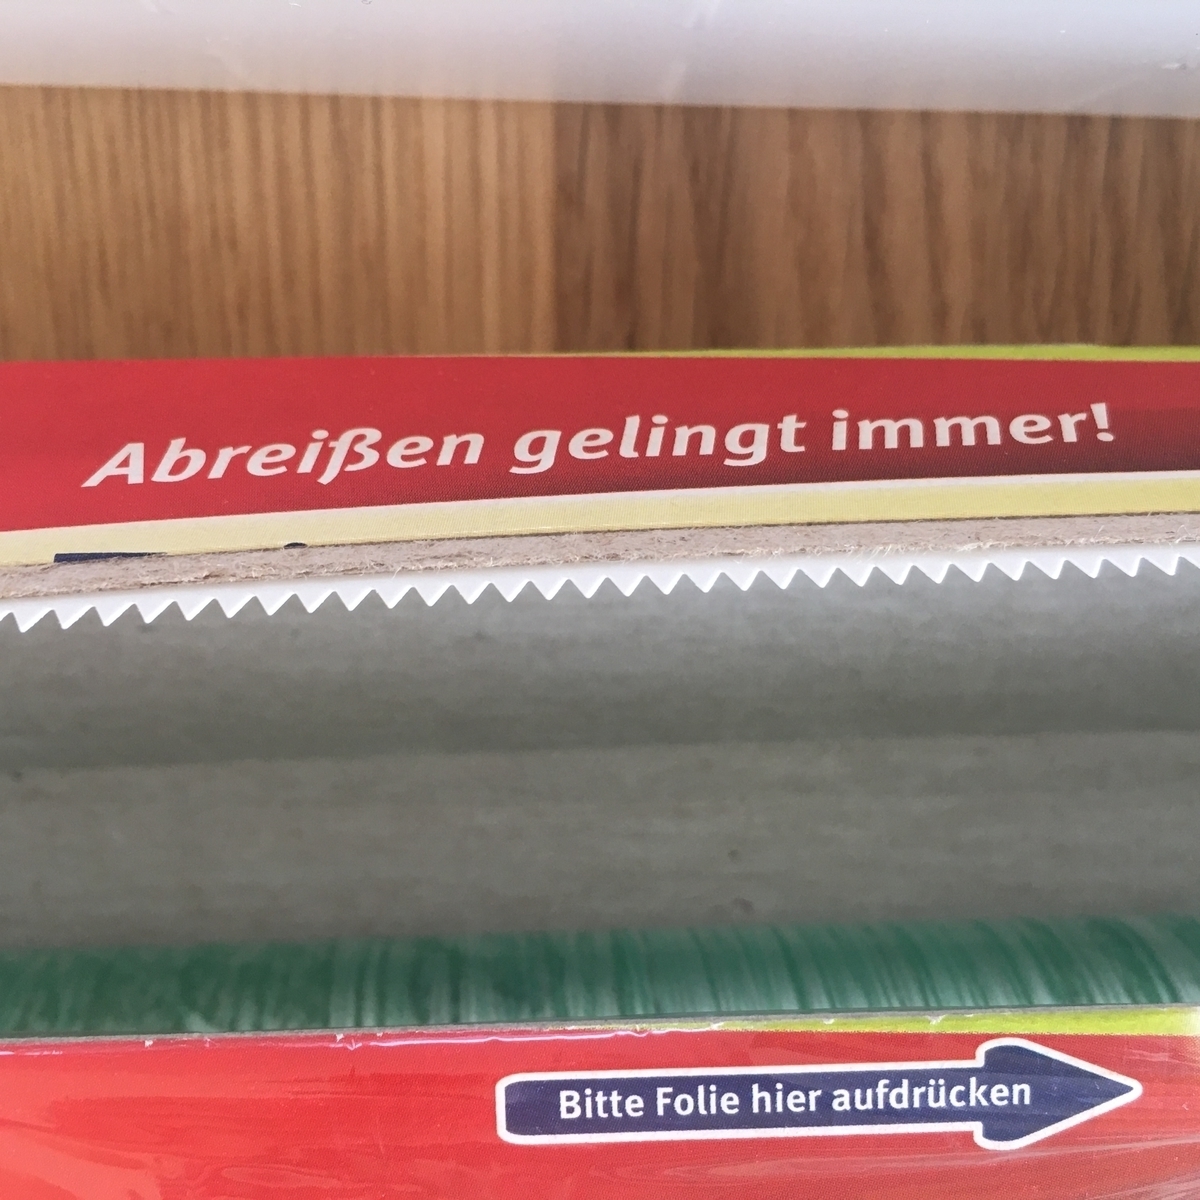 Abreißen gelingt immer!
Bitte Folie hier aufdrücken